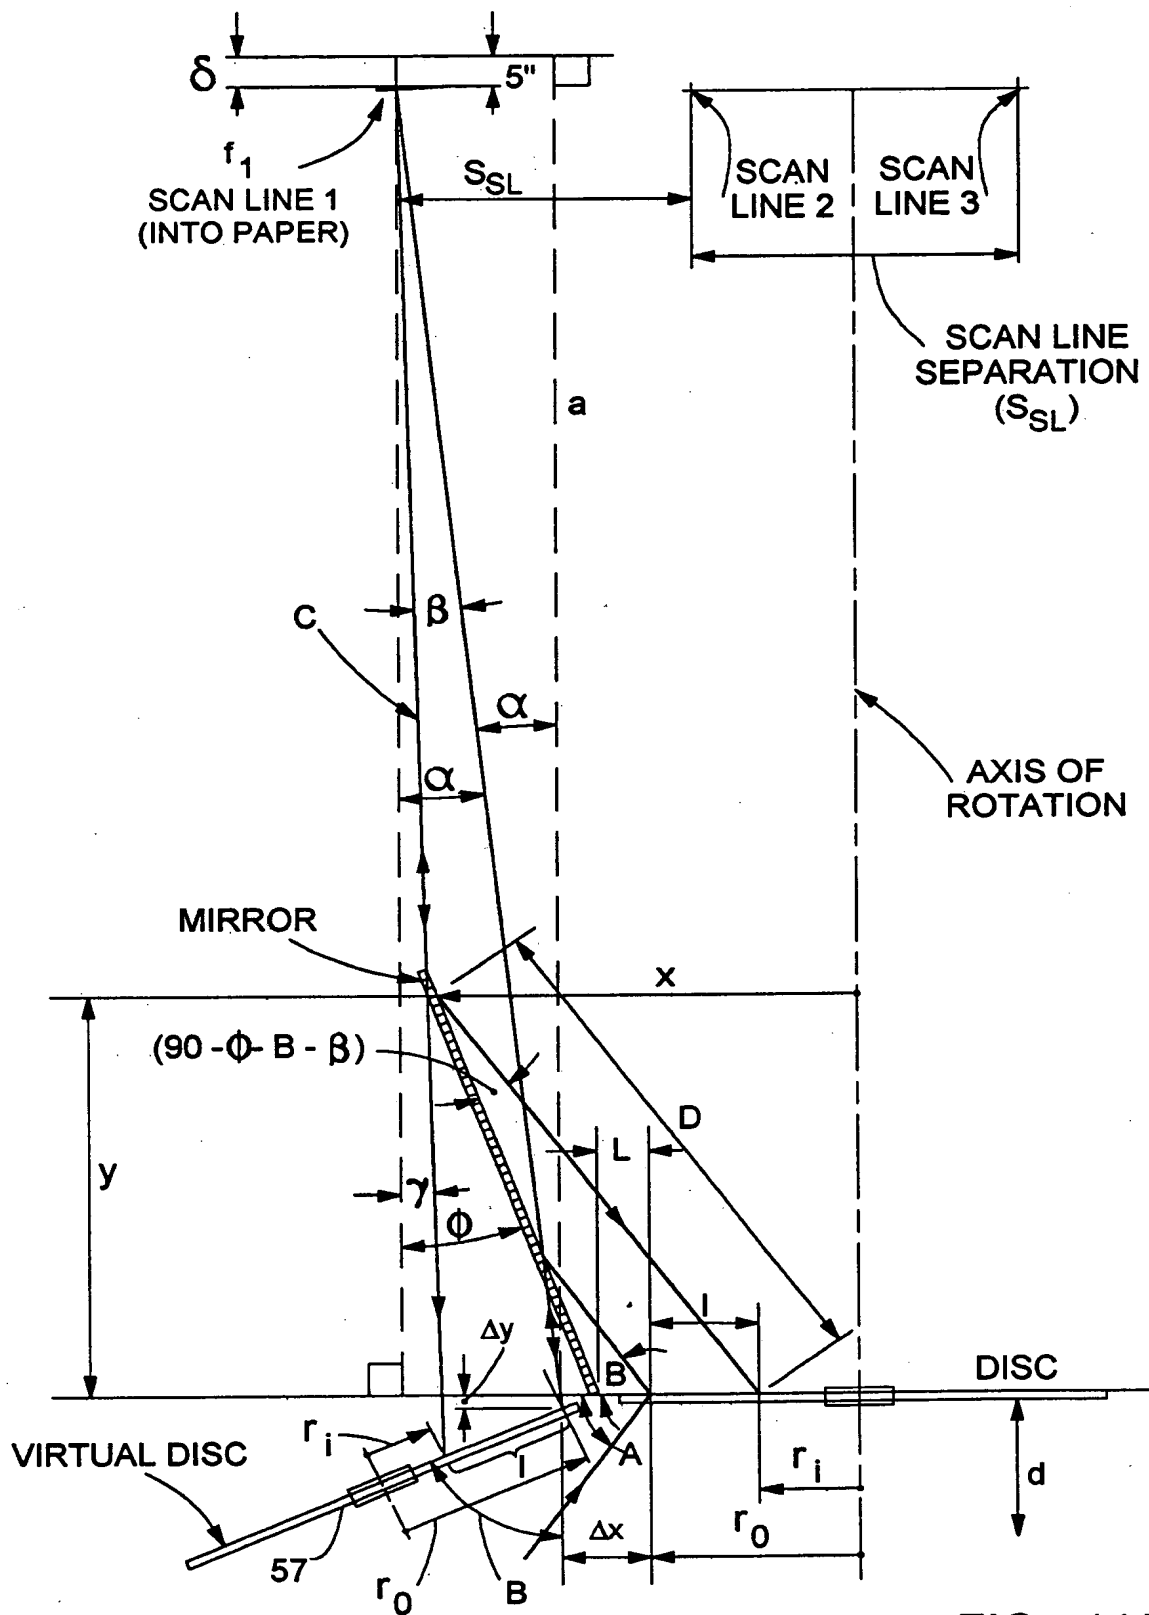 δ
5"
f1
SCAN LINE 1
(INTO PAPER)
SSL
SCAN
LINE 2
SCAN
LINE 3
SCAN LINE
SEPARATION
(SSL)
a
C
β
α
α
AXIS OF
ROTATION
MIRROR
x
(90 -ϕ- B - β)
D
L
y
γ
ϕ
l
Δy
B
DISC
ri
VIRTUAL DISC
l
A
ri
d
r0
Δx
57
r0
B